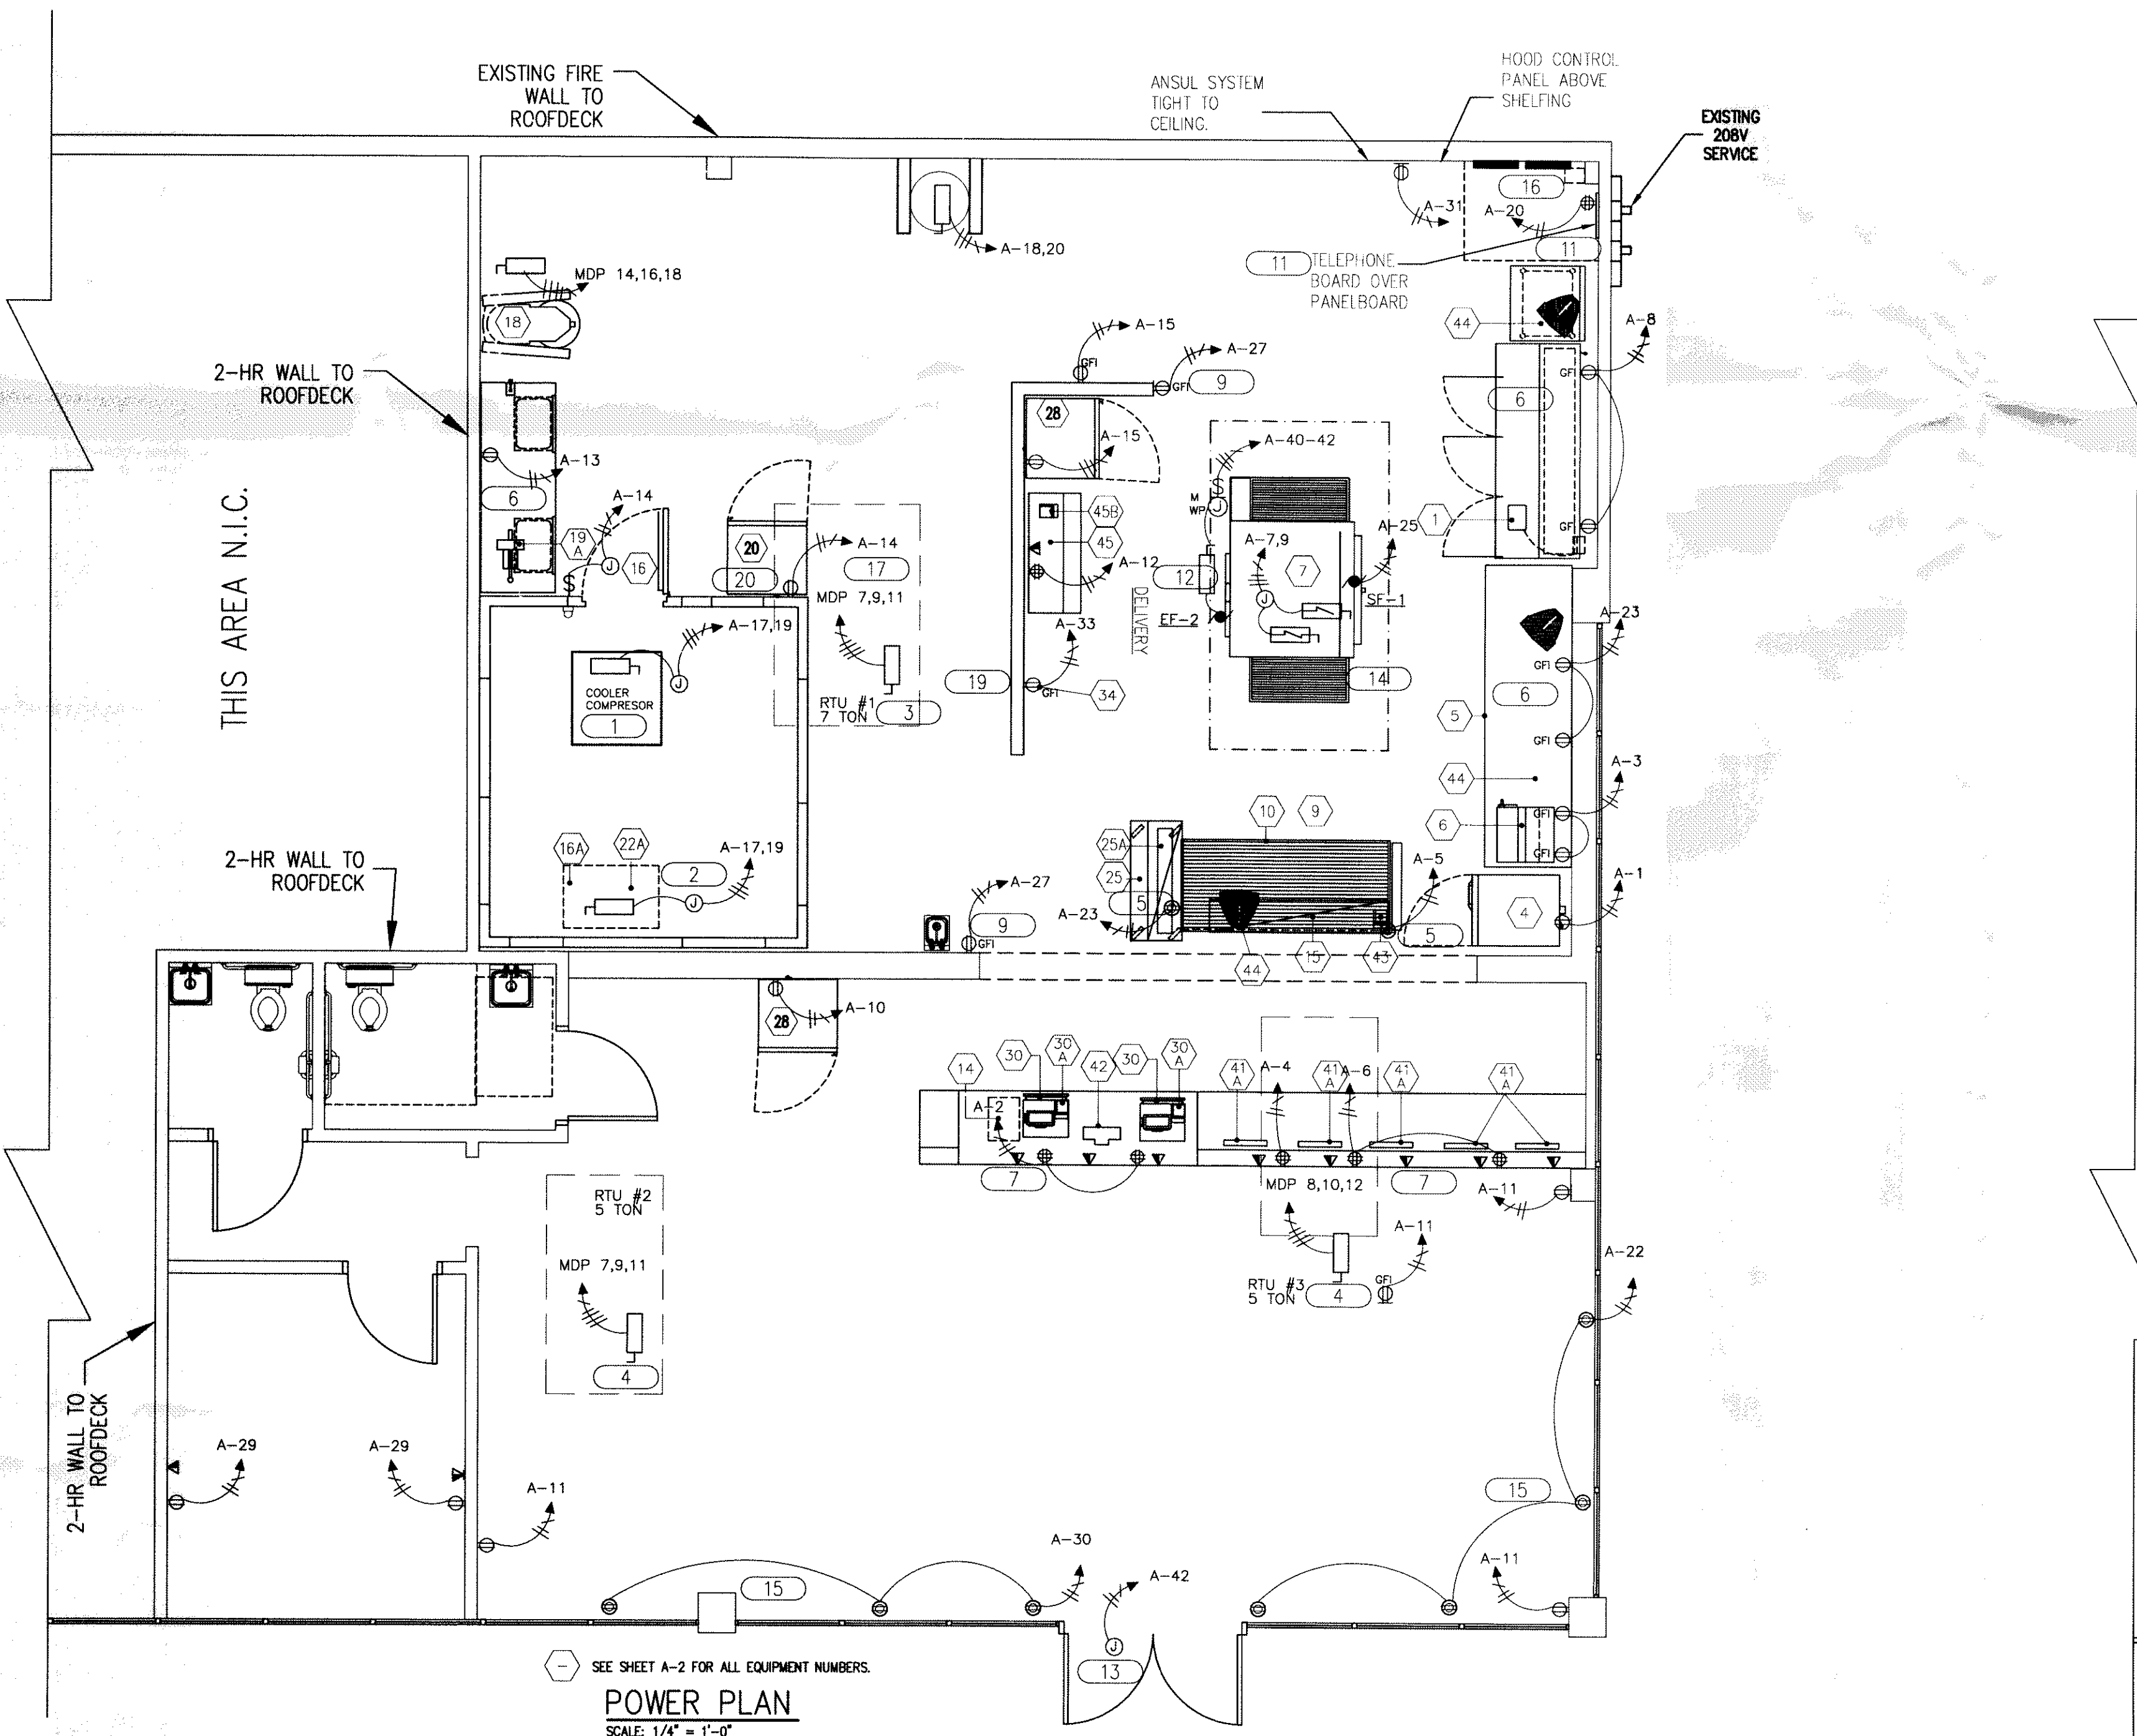 EXISTING FIRE
WALL TO
ROOFDECK
ANSUL SYSTEM
TIGHT TO
CEILING.
HOOD CONTROL
PANEL ABOVE
SHELFING
EXISTING
208V
SERVICE
16
A-31
A-20
11
A-18,20
11
TELEPHONE
BOARD OVER
PANELBOARD
MDP 14,16,18
18
44
A-8
A-15
GFI
A-27
GFI
9
GFI
6
2-HR WALL TO
ROOFDECK
28
A-15
A-40-42
A-13
6
A-14
M
WP
S
J
45B
45
1
GFI
A-25
19
A
S
J
16
20
20
A-14
17
MDP 7,9,11
A-12
12
A-7,9
7
J
SF-1
EF-2
DELIVERY
THIS AREA N.I.C.
A-17,19
J
COOLER
COMPRESOR
1
RTU #1
7 TON
3
A-33
19
GFI
34
14
A-23
GFI
6
5
GFI
44
A-3
GFI
6
GFI
10
9
25A
25
5
A-23
A-5
5
4
A-1
2-HR WALL TO
ROOFDECK
16A
22A
2
A-17,19
J
A-27
9
GFI
44
15
43
28
A-10
14
30
30
A
42
30
30
A
41
A
A-4
41
A
A-6
41
A
41
A
A-2
7
MDP 8,10,12
7
A-11
RTU #2
5 TON
MDP 7,9,11
4
RTU #3
5 TON
4
GFI
A-11
A-22
2-HR WALL TO
ROOFDECK
A-29
A-29
A-11
15
15
A-30
A-42
J
13
A-11
- SEE SHEET A-2 FOR ALL EQUIPMENT NUMBERS.
POWER PLAN
SCALE: 1/4" = 1'-0"